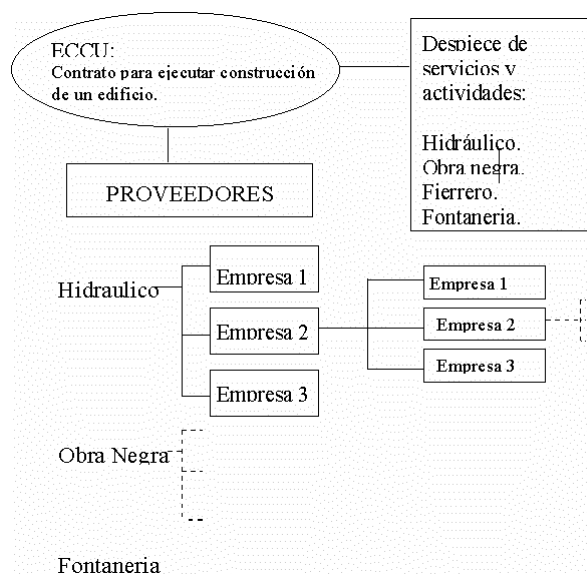 ECCU:
Contrato para ejecutar construcción
de un edificio.
Despiece de
servicios y
actividades:
Hidráulico.
Obra negra.
Fierrero.
Fontaneria.
PROVEEDORES
Hidraulico
Empresa 1
Empresa 2
Empresa 3
Empresa 1
Empresa 2
Empresa 3
Obra Negra
Fontaneria